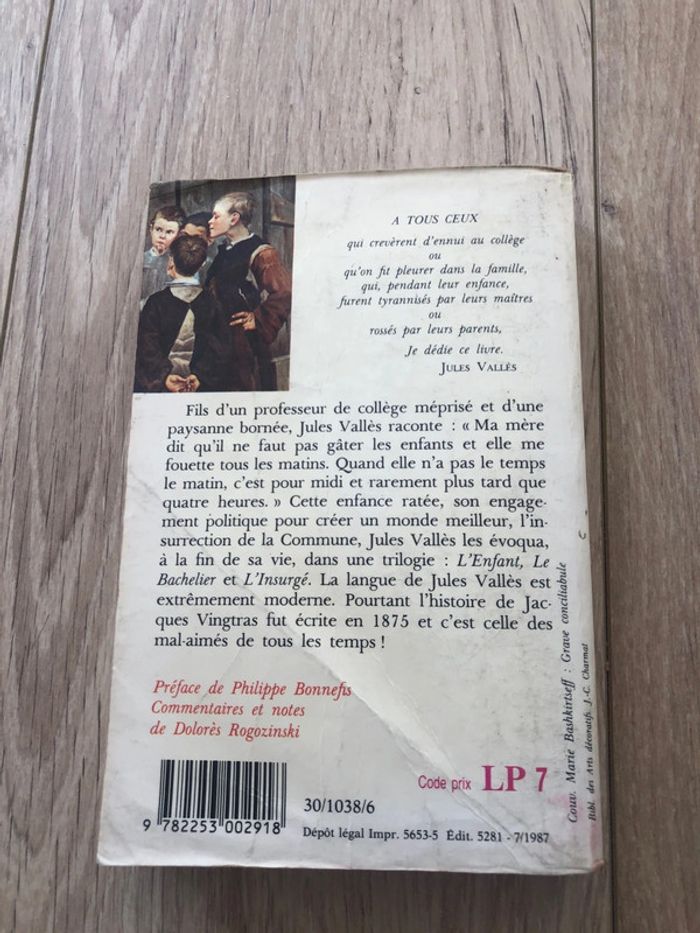 A TOUS CEUX
qui crevèrent d'ennui au collège
ou
qu'on fit pleurer dans la famille,
qui, pendant leur enfance,
furent tyrannisés par leurs maîtres
ou
rossés par leurs parents,
Je dédie ce livre.
JULES VALLÈS
Fils d'un professeur de collège méprisé et d'une
paysanne bornée, Jules Vallès raconte : « Ma mère
dit qu'il ne faut pas gâter les enfants et elle me
fouette tous les matins. Quand elle n'a pas le temps
le matin, c'est pour midi et rarement plus tard que
quatre heures. » Cette enfance ratée, son engage-
ment politique pour créer un monde meilleur, l'in-
surrection de la Commune, Jules Vallès les évoqua,
à la fin de sa vie, dans une trilogie : L'Enfant, Le
Bachelier et L'Insurgé. La langue de Jules Vallès est
extrêmement moderne. Pourtant l'histoire de Jac-
ques Vingtras fut écrite en 1875 et c'est celle des
mal-aimés de tous les temps !
Préface de Philippe Bonnefis
Commentaires et notes
de Dolorès Rogozinski
Couv. Marie Bashkirtseff : Grave conciliabule
Bibl. des Arts décoratifs. J.-C. Charmat
Code prix LP 7
30/1038/6
9 782253 002918
Dépôt légal Impr. 5653-5 Édit. 5281 - 7/1987